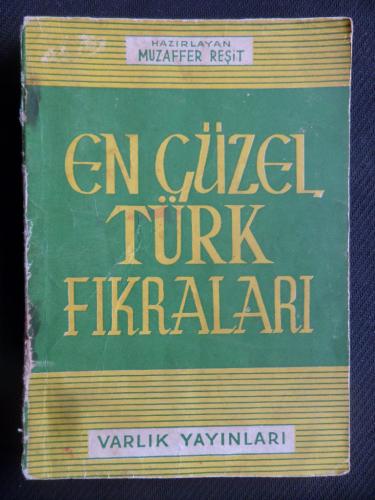 HAZIRLAYAN
MUZAFFER REŞİT
EN GÜZEL
TÜRK
FIKRALARI
VARLIK YAYINLARI